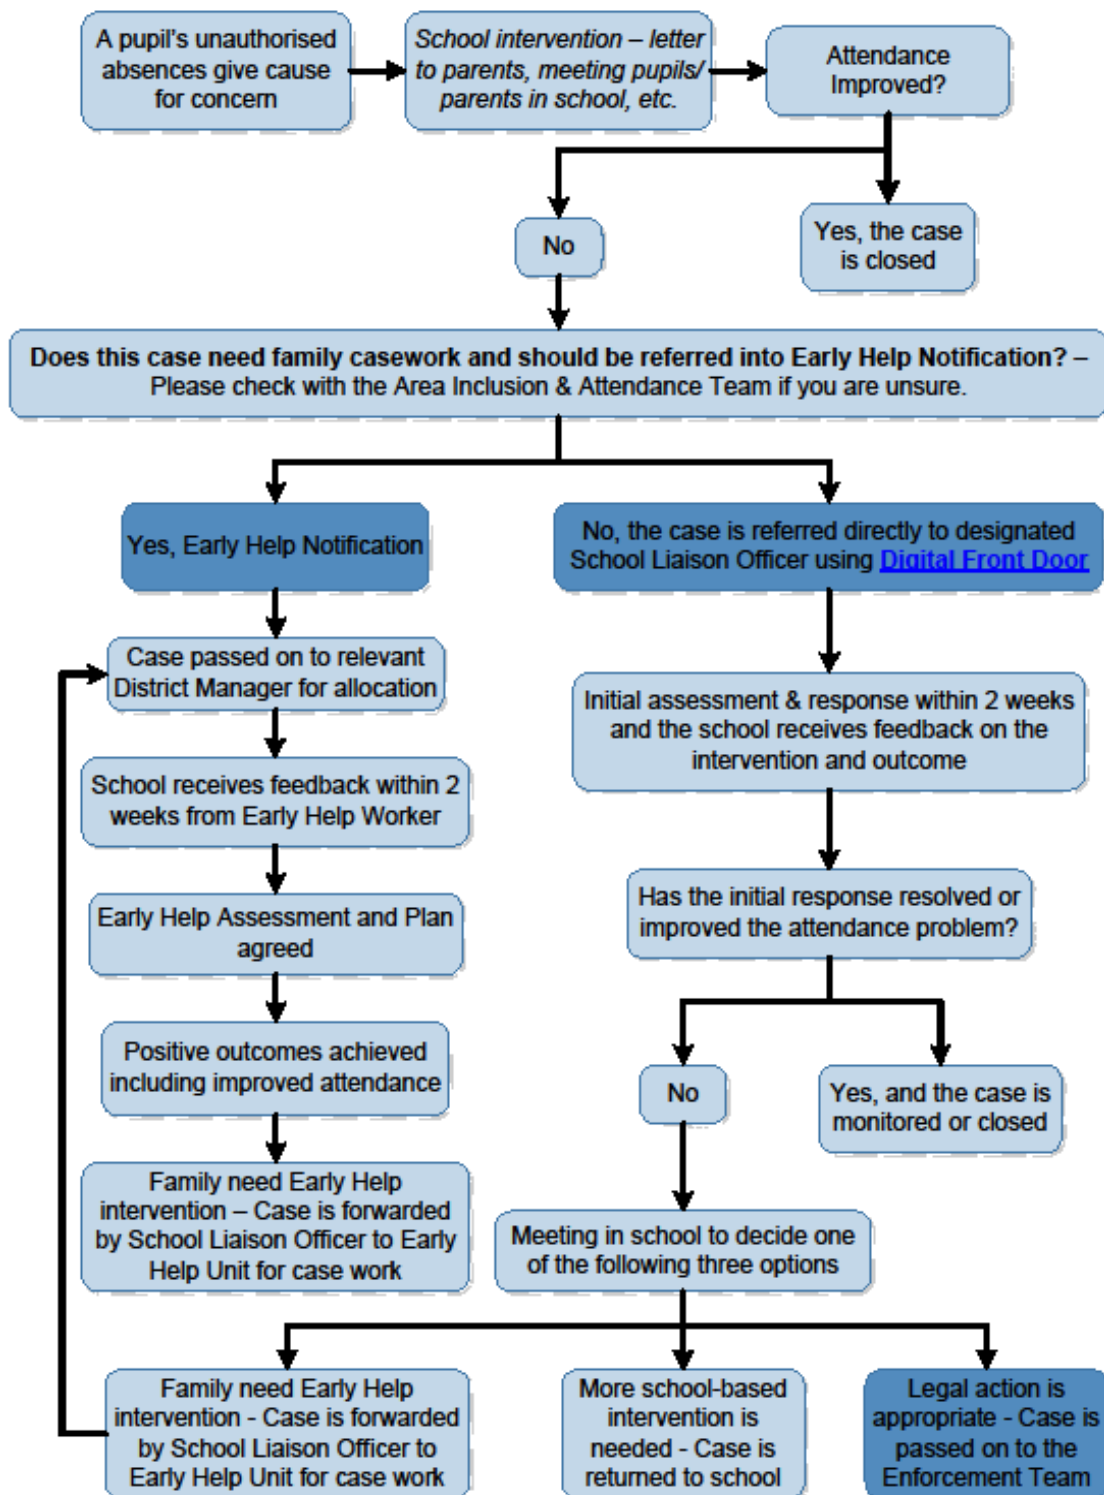 A pupil's unauthorised
absences give cause
for concern
School intervention – letter
to parents, meeting pupils/
parents in school, etc.
Attendance
Improved?
No
Yes, the case
is closed
Does this case need family casework and should be referred into Early Help Notification? –
Please check with the Area Inclusion & Attendance Team if you are unsure.
Yes, Early Help Notification
No, the case is referred directly to designated
School Liaison Officer using Digital Front Door
Case passed on to relevant
District Manager for allocation
School receives feedback within 2
weeks from Early Help Worker
Early Help Assessment and Plan
agreed
Positive outcomes achieved
including improved attendance
Family need Early Help
intervention – Case is forwarded
by School Liaison Officer to Early
Help Unit for case work
Initial assessment & response within 2 weeks
and the school receives feedback on the
intervention and outcome
Has the initial response resolved or
improved the attendance problem?
No
Yes, and the case is
monitored or closed
Meeting in school to decide one
of the following three options
Family need Early Help
intervention - Case is forwarded
by School Liaison Officer to
Early Help Unit for case work
More school-based
intervention is
needed - Case is
returned to school
Legal action is
appropriate - Case is
passed on to the
Enforcement Team